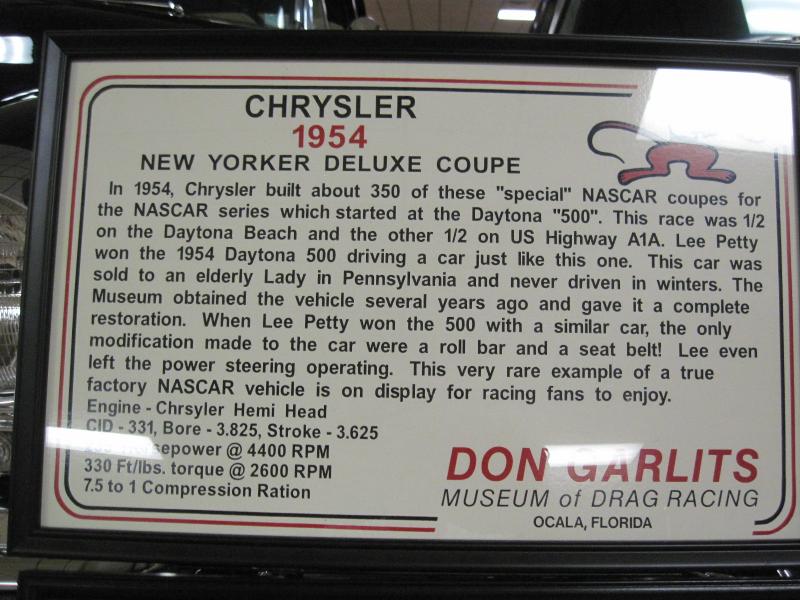 CHRYSLER
1954
NEW YORKER DELUXE COUPE
In 1954, Chrysler built about 350 of these "special" NASCAR coupes for
the NASCAR series which started at the Daytona "500". This race was 1/2
on the Daytona Beach and the other 1/2 on US Highway A1A. Lee Petty
won the 1954 Daytona 500 driving a car just like this one. This car was
sold to an elderly Lady in Pennsylvania and never driven in winters. The
Museum obtained the vehicle several years ago and gave it a complete
restoration. When Lee Petty won the 500 with a similar car, the only
modification made to the car were a roll bar and a seat belt! Lee even
left the power steering operating. This very rare example of a true
factory NASCAR vehicle is on display for racing fans to enjoy.
Engine - Chrsyler Hemi Head
CID - 331, Bore - 3.825, Stroke - 3.625
@ 4400 RPM
330 Ft/lbs. torque @ 2600 RPM
7.5 to 1 Compression Ration
DON GARLITS
MUSEUM of DRAG RACING
OCALA, FLORIDA